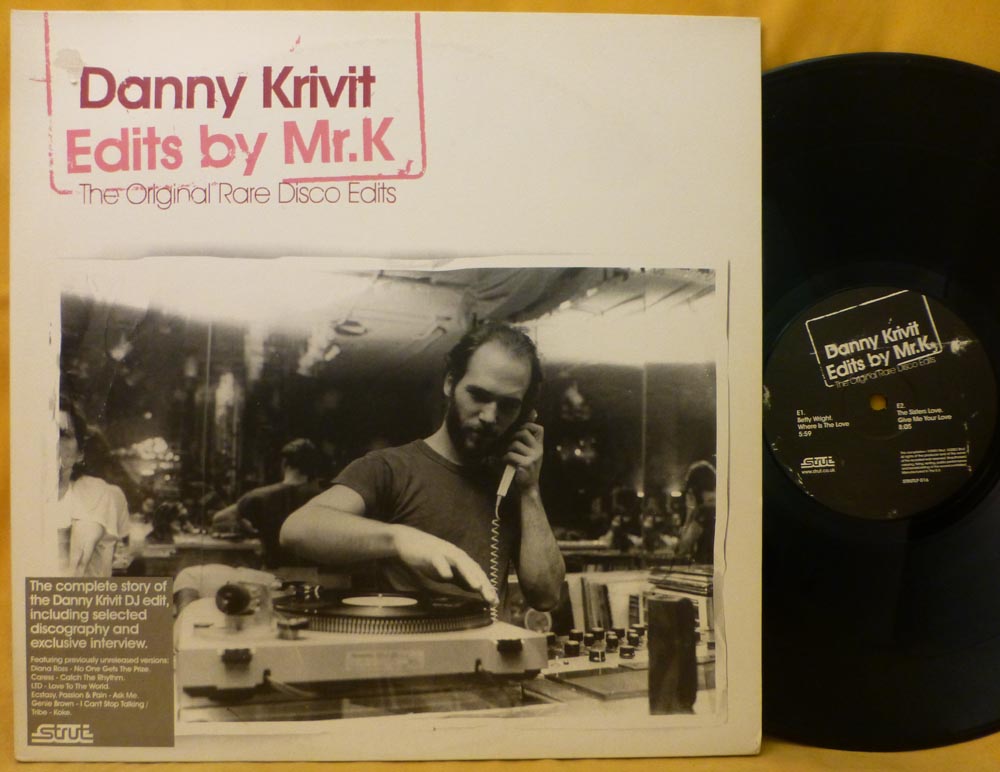 Danny Krivit
Edits by Mr.K
The Original Rare Disco Edits
The complete story of
the Danny Krivit DJ edit,
including selected
discography and
exclusive interview.
Featuring previously unreleased versions:
Diana Ross - No One Gets The Prize.
Caress - Catch The Rhythm.
LTD - Love To The World.
Ecstasy, Passion & Pain - Ask Me.
Genie Brown - I Can't Stop Talking /
Tribe - Koke.
Strut
Danny Krivit
Edits by Mr.K.
The Original Rare Disco Edits
E1.
Betty Wright.
Where Is The Love
5:59
E2.
The Sisters Love.
Give Me Your Love
8:05
Strut
www.strut.co.uk